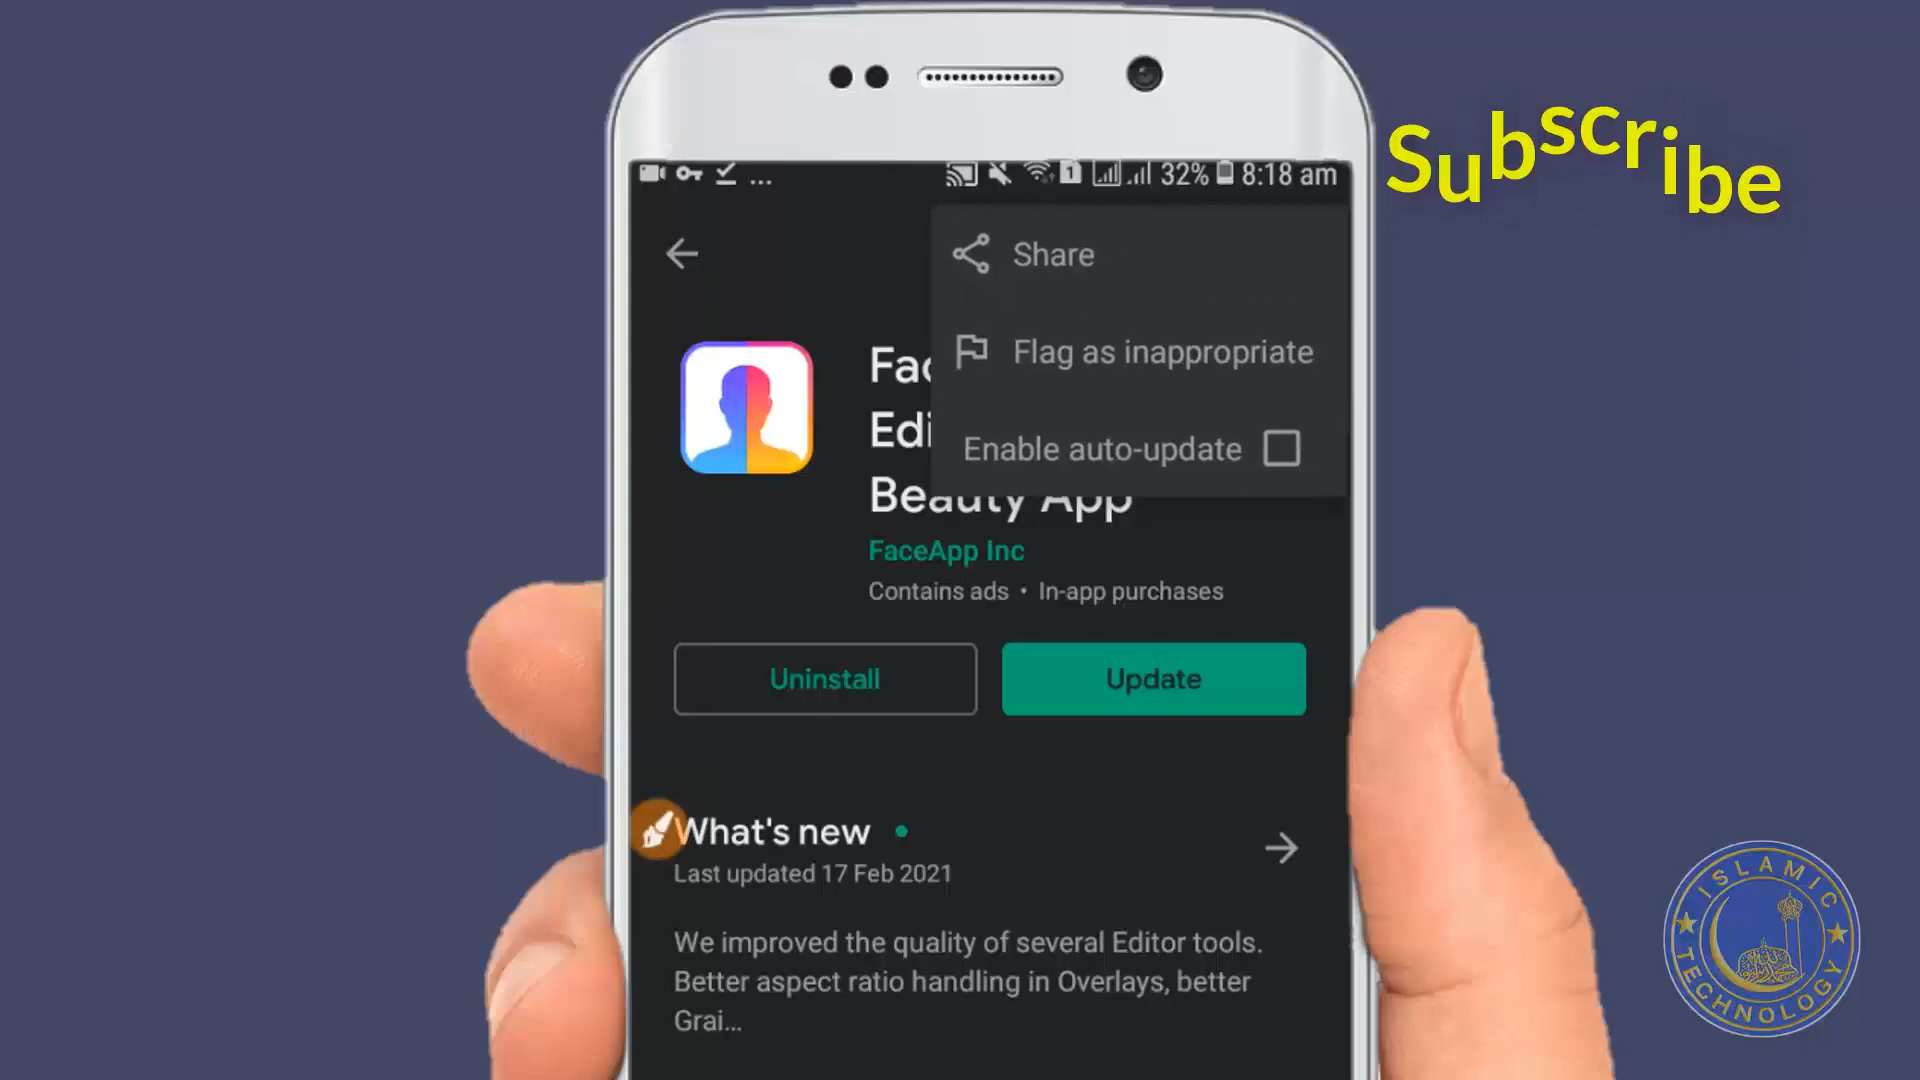 Subscribe
... 1 32% 8:18 am
Share
Flag as inappropriate
Enable auto-update
Fac
Edi
Beauty App
FaceApp Inc
Contains ads • In-app purchases
Uninstall
Update
What's new
Last updated 17 Feb 2021
We improved the quality of several Editor tools.
Better aspect ratio handling in Overlays, better
Grai...
ISLAMIC
TECHNOLOGY